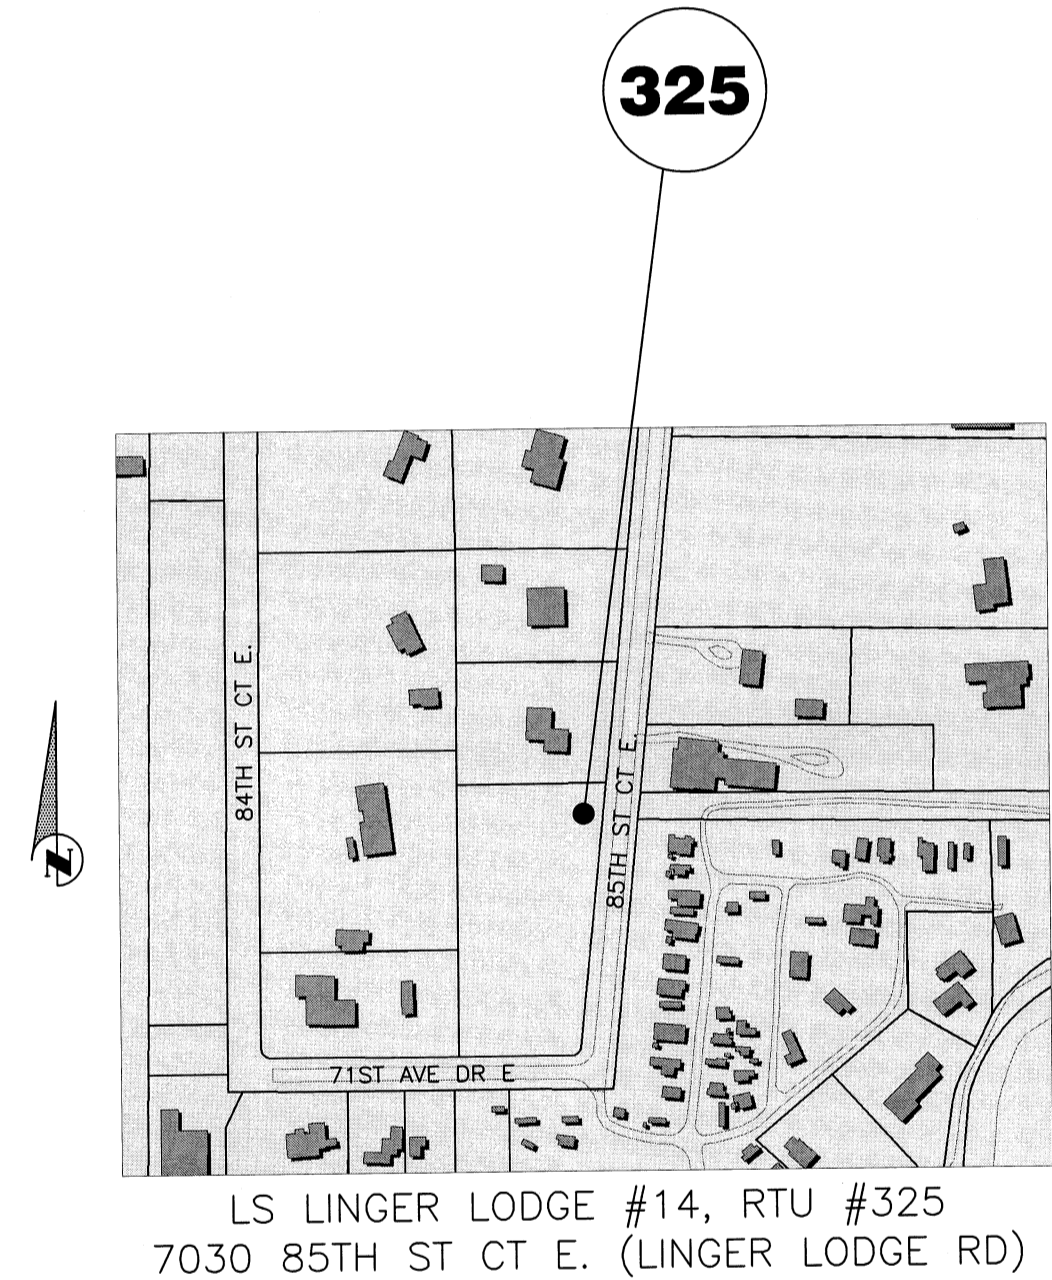 325
84TH ST CT E.
85TH ST CT E.
71ST AVE DR E
N
LS LINGER LODGE #14, RTU #325
7030 85TH ST CT E. (LINGER LODGE RD)